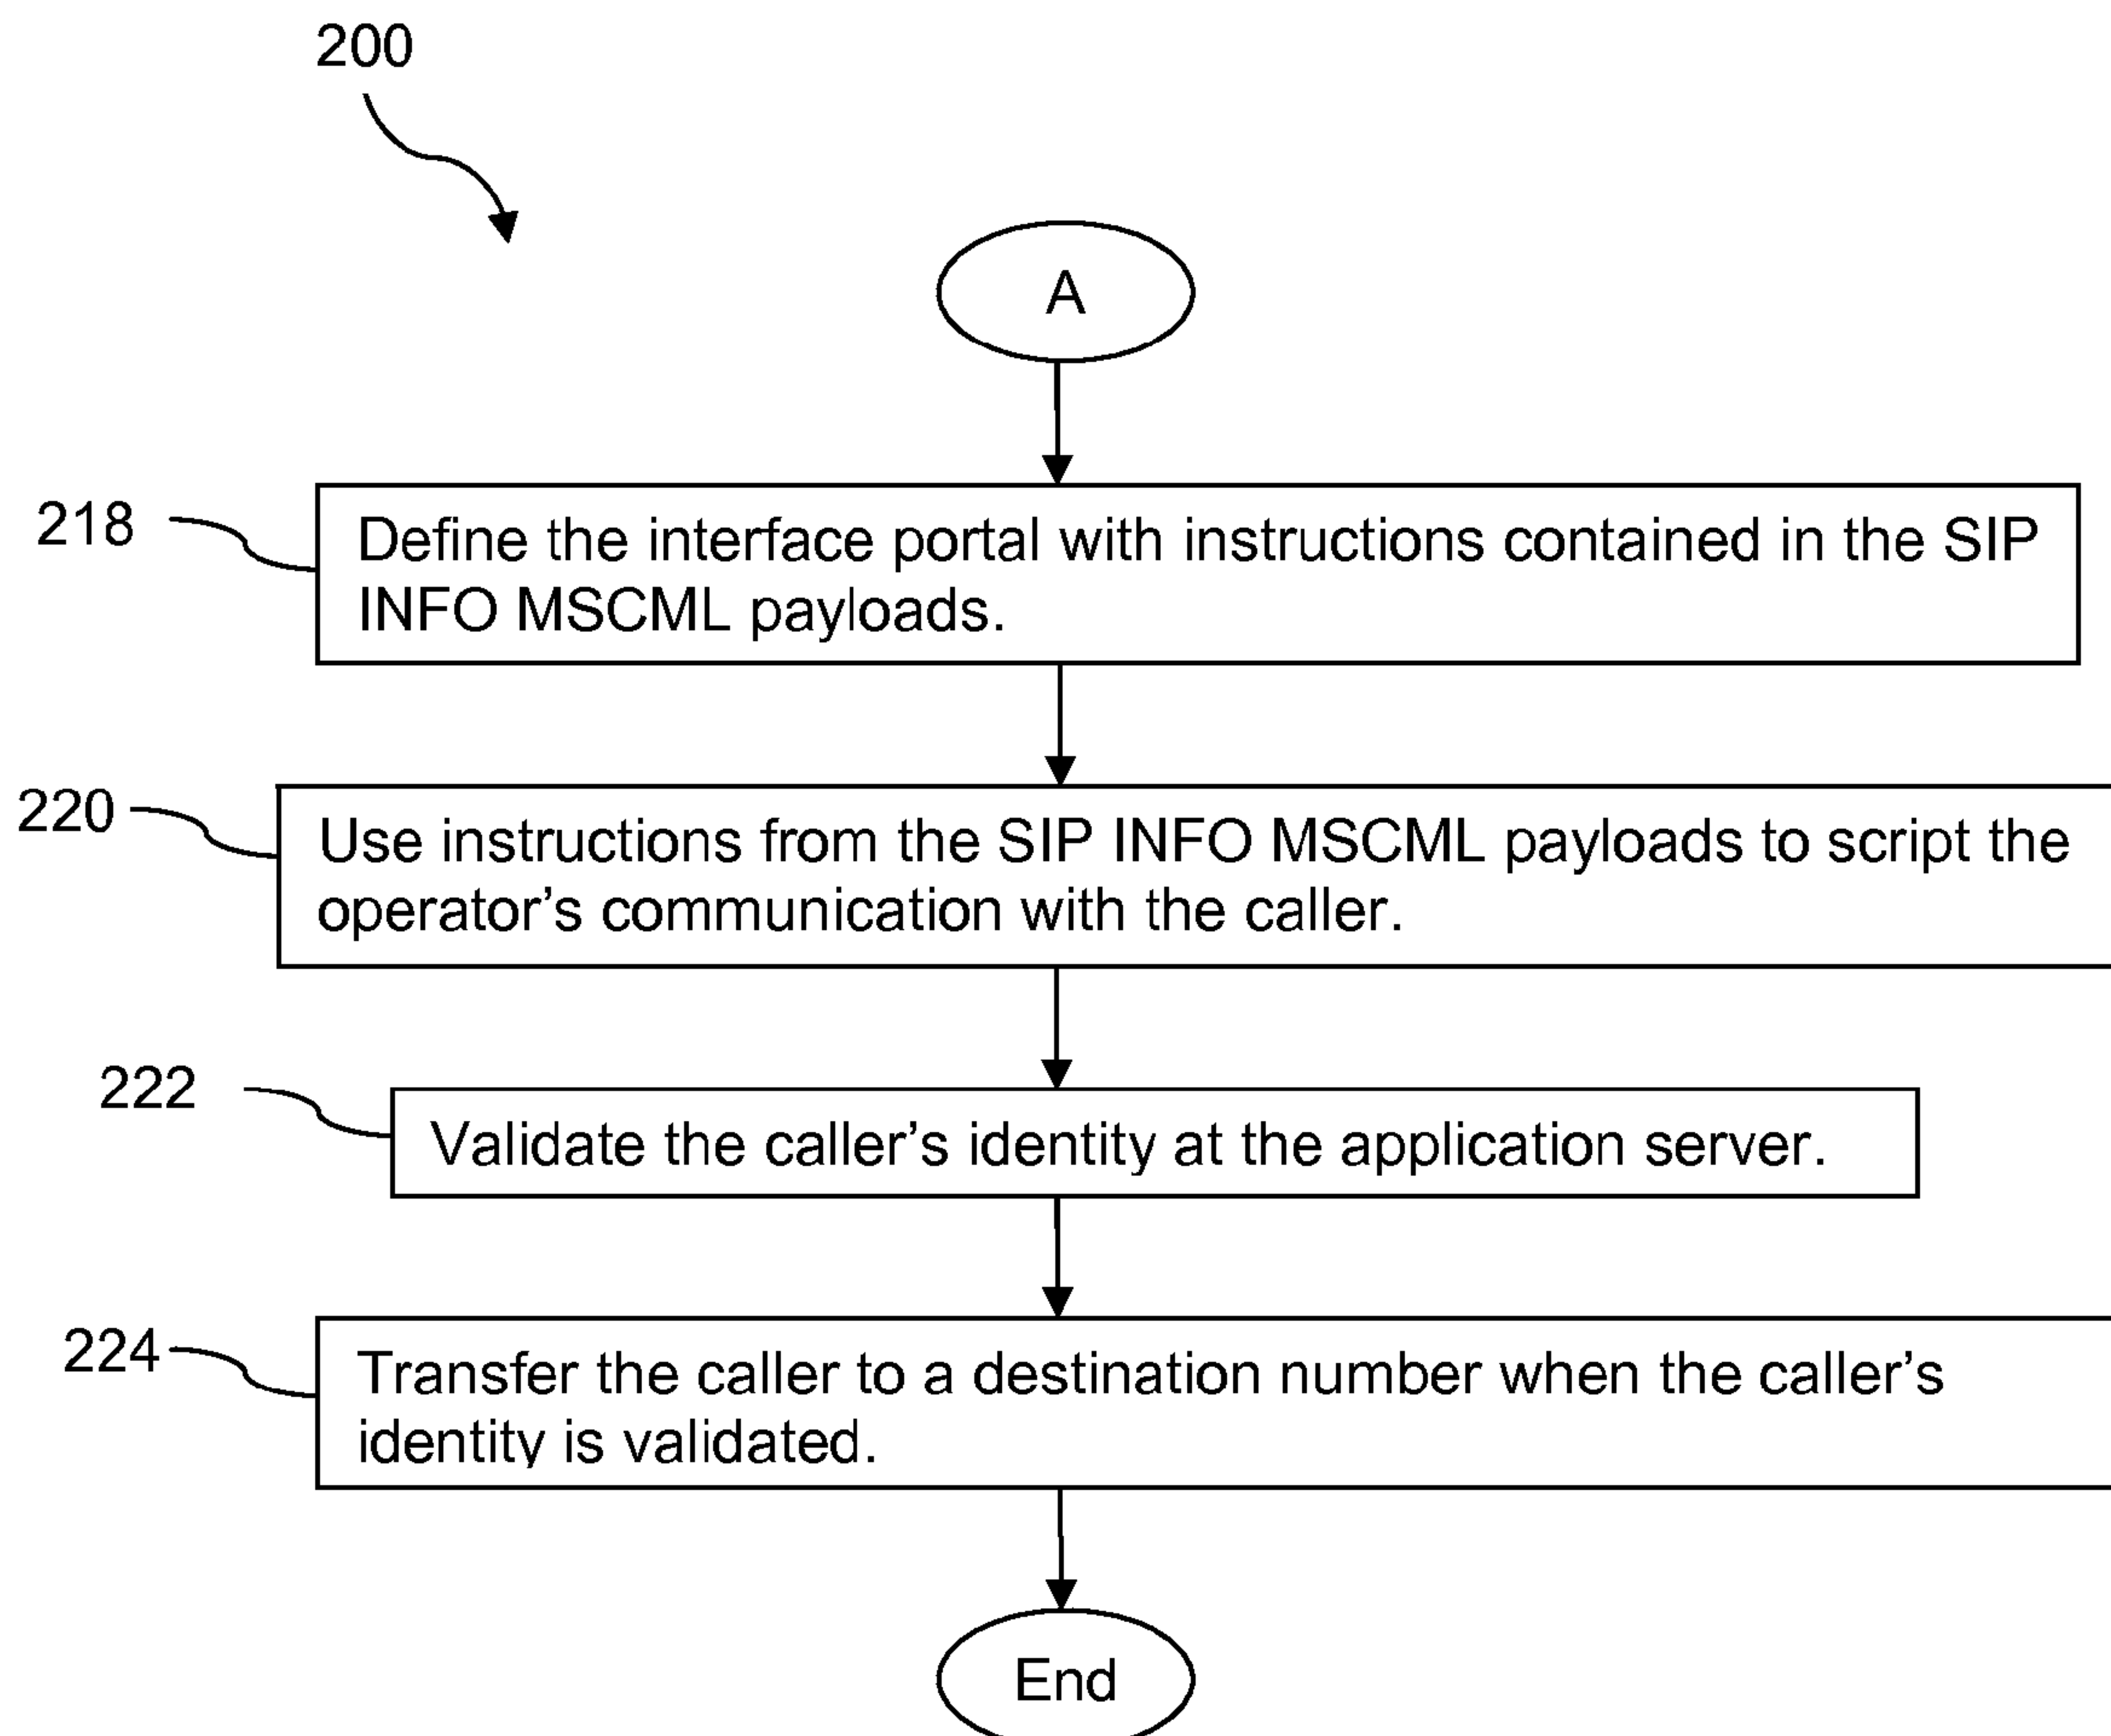 200
A
218
Define the interface portal with instructions contained in the SIP
INFO MSCML payloads.
220
Use instructions from the SIP INFO MSCML payloads to script the
operator’s communication with the caller.
222
Validate the caller’s identity at the application server.
224
Transfer the caller to a destination number when the caller’s
identity is validated.
End